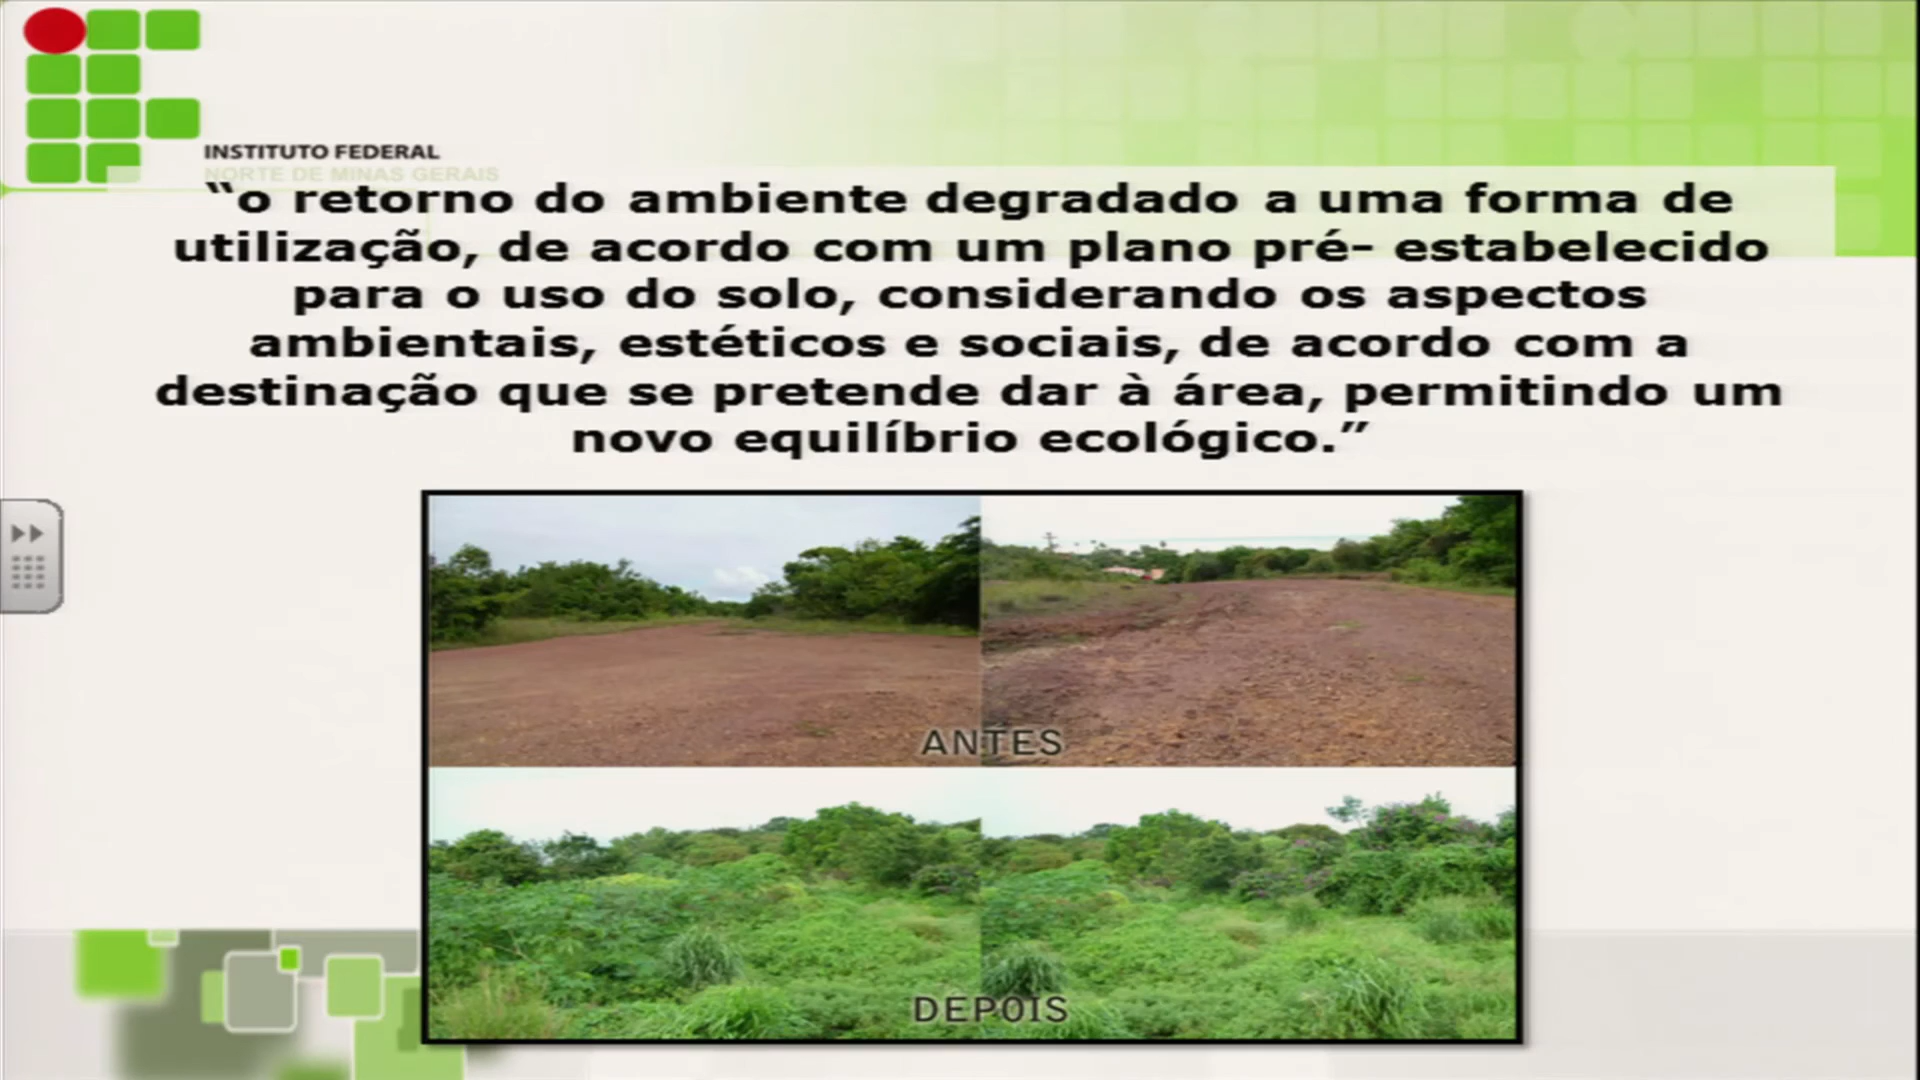 INSTITUTO FEDERAL
NORTE DE MINAS GERAIS
“o retorno do ambiente degradado a uma forma de
utilização, de acordo com um plano pré- estabelecido
para o uso do solo, considerando os aspectos
ambientais, estéticos e sociais, de acordo com a
destinação que se pretende dar à área, permitindo um
novo equilíbrio ecológico.”
ANTES
DEPOIS